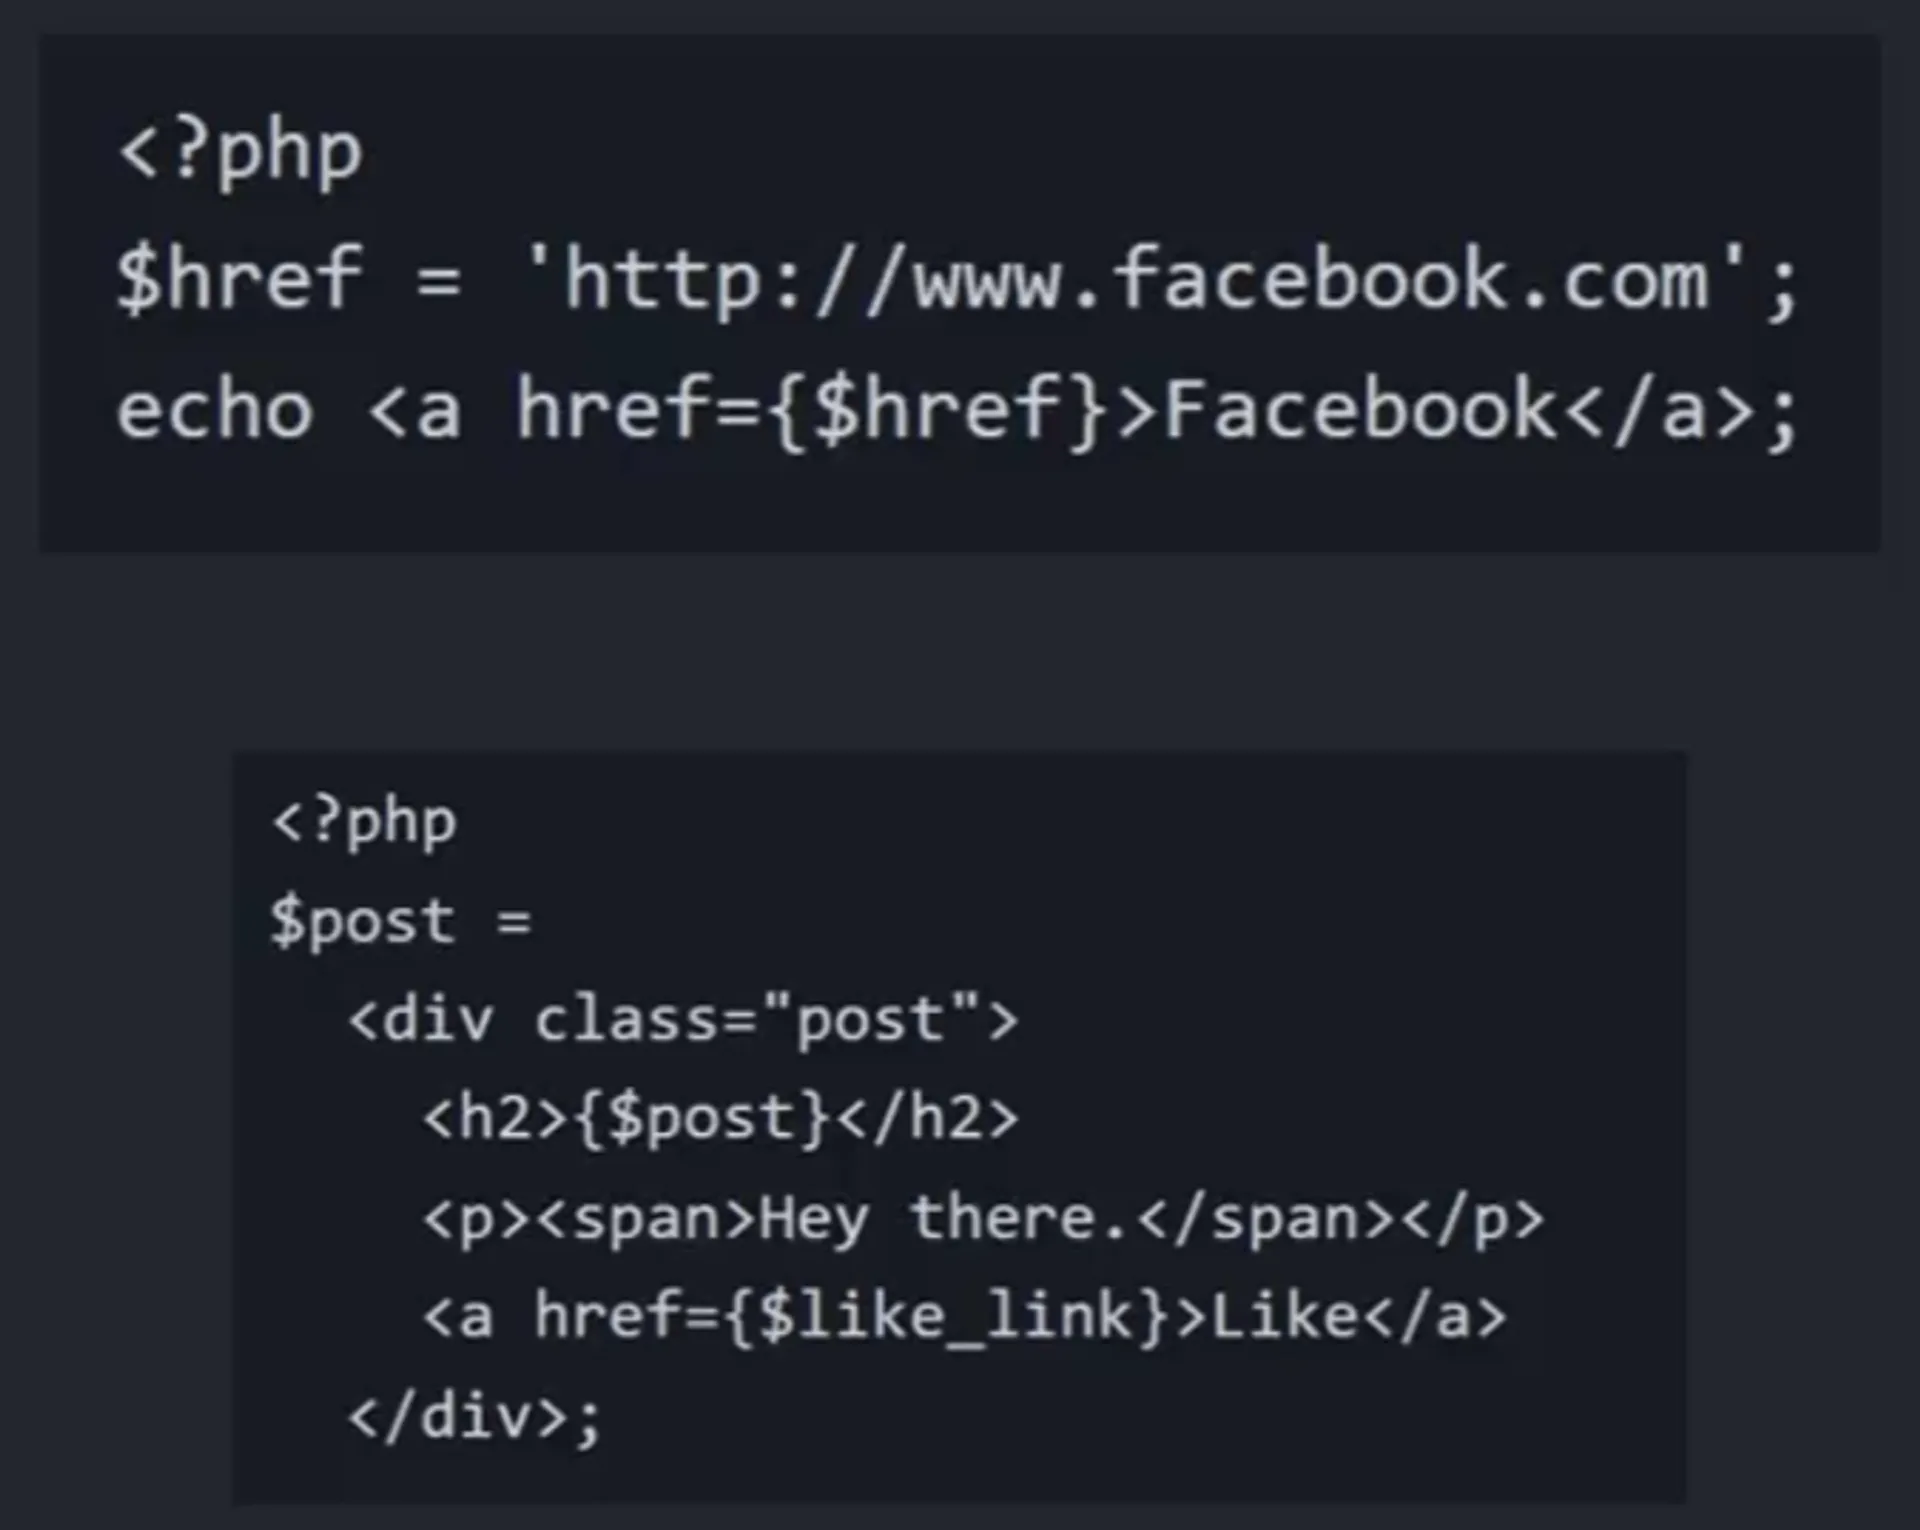 <?php
$href = 'http://www.facebook.com';
echo <a href={$href}>Facebook</a>;
<?php
$post =
<div class="post">
<h2>{$post}</h2>
<p><span>Hey there.</span></p>
<a href={$like_link}>Like</a>
</div>;